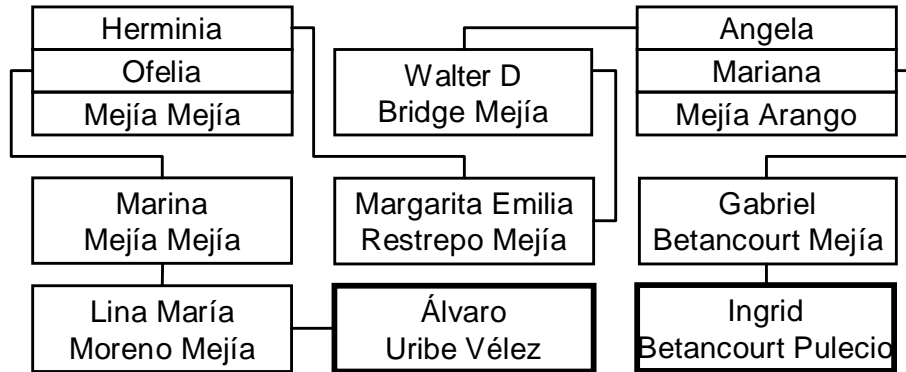 Herminia
Ofelia
Mejía Mejía
Walter D
Bridge Mejía
Angela
Mariana
Mejía Arango
Marina
Mejía Mejía
Margarita Emilia
Restrepo Mejía
Gabriel
Betancourt Mejía
Lina María
Moreno Mejía
Álvaro
Uribe Vélez
Ingrid
Betancourt Pulecio